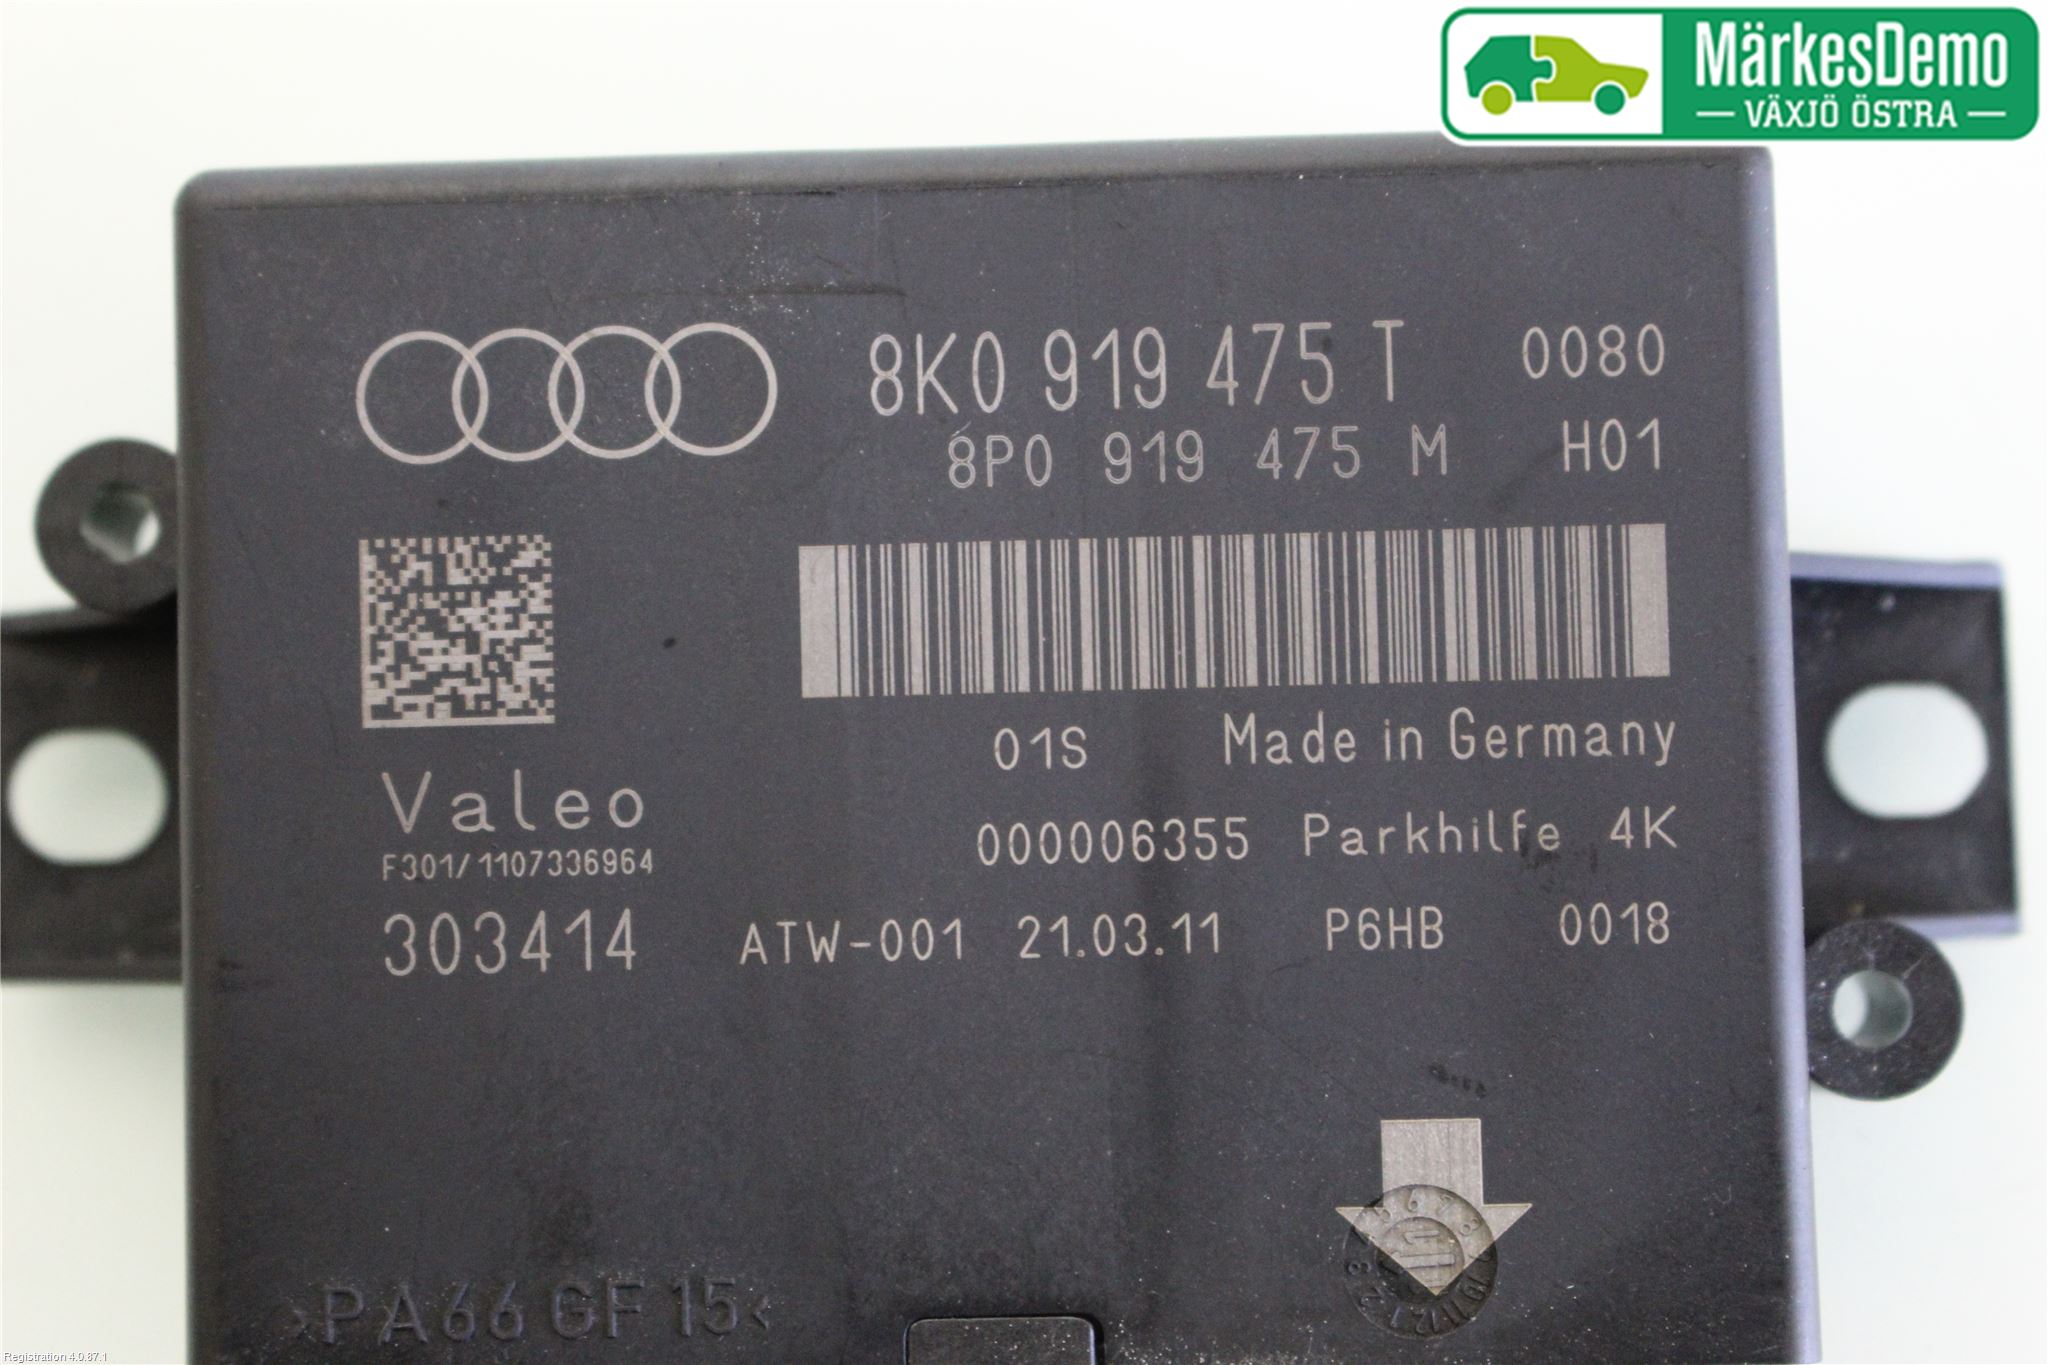 MärkesDemo
VÄXJÖ ÖSTRA
8K0 919 475 T 0080
8P0 919 475 M H01
01S Made in Germany
Valeo
000006355 Parkhilfe 4K
F301/1107336964
303414 ATW-001 21.03.11 P6HB 0018
>PA66 GF15<
Registration 4.0.87.1